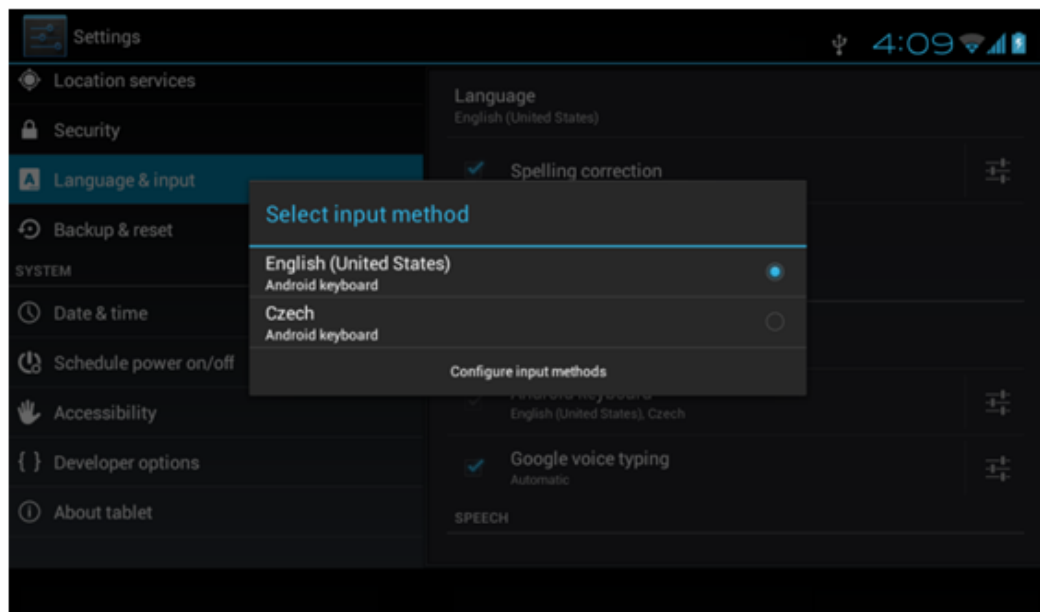 Settings
4:09
Location services
Security
Language & input
Backup & reset
SYSTEM
Date & time
Schedule power on/off
Accessibility
{ } Developer options
About tablet
Language
English (United States)
Spelling correction
Select input method
English (United States)
Android keyboard
Czech
Android keyboard
Configure input methods
Android keyboard
English (United States), Czech
Google voice typing
Automatic
SPEECH